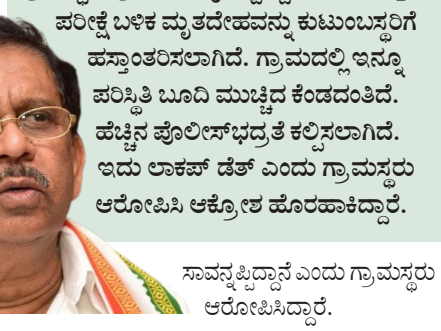 ಪರೀಕ್ಷೆ ಬಳಿಕ ಮೃತದೇಹವನ್ನು ಕುಟುಂಬಸ್ಥರಿಗೆ
ಹಸ್ತಾಂತರಿಸಲಾಗಿದೆ. ಗ್ರಾಮದಲ್ಲಿ ಇನ್ನೂ
ಪರಿಸ್ಥಿತಿ ಬೂದಿ ಮುಚ್ಚಿದ ಕೆಂಡದಂತಿದೆ.
ಹೆಚ್ಚಿನ ಪೊಲೀಸ್‌ಭದ್ರತೆ ಕಲ್ಪಿಸಲಾಗಿದೆ.
ಇದು ಲಾಕಪ್ ಡೆತ್ ಎಂದು ಗ್ರಾಮಸ್ಥರು
ಆರೋಪಿಸಿ ಆಕ್ರೋಶ ಹೊರಹಾಕಿದ್ದಾರೆ.
ಸಾವನ್ನಪ್ಪಿದ್ದಾನೆ ಎಂದು ಗ್ರಾಮಸ್ಥರು
ಆರೋಪಿಸಿದ್ದಾರೆ.